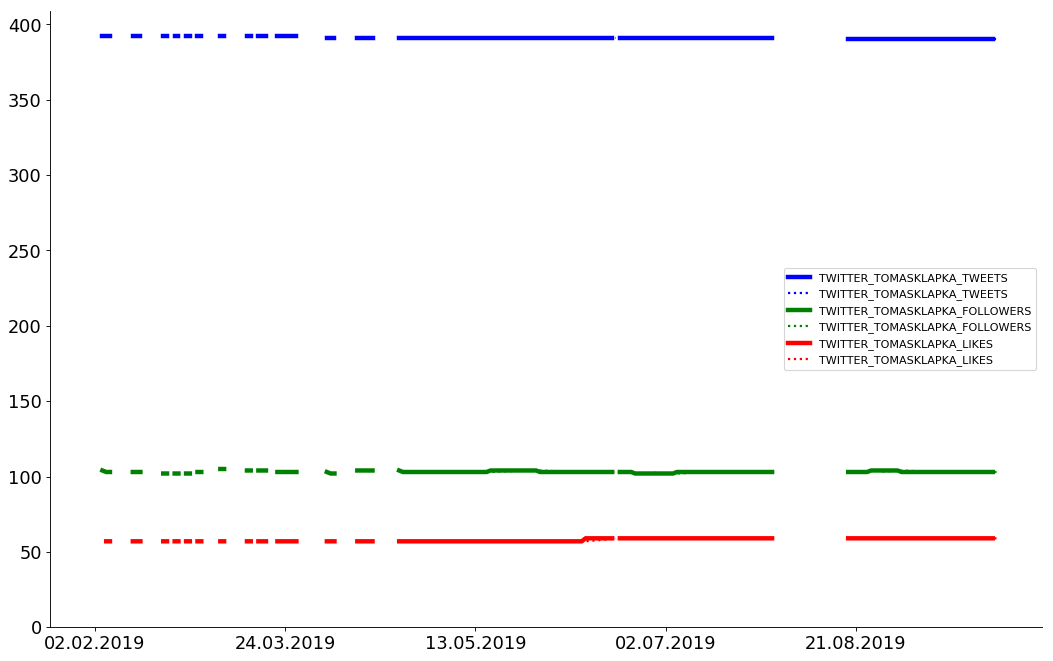 400
350
300
250
200
150
100
50
0
TWITTER_TOMASKLAPKA_TWEETS
TWITTER_TOMASKLAPKA_TWEETS
TWITTER_TOMASKLAPKA_FOLLOWERS
TWITTER_TOMASKLAPKA_FOLLOWERS
TWITTER_TOMASKLAPKA_LIKES
TWITTER_TOMASKLAPKA_LIKES
02.02.2019 24.03.2019 13.05.2019 02.07.2019 21.08.2019